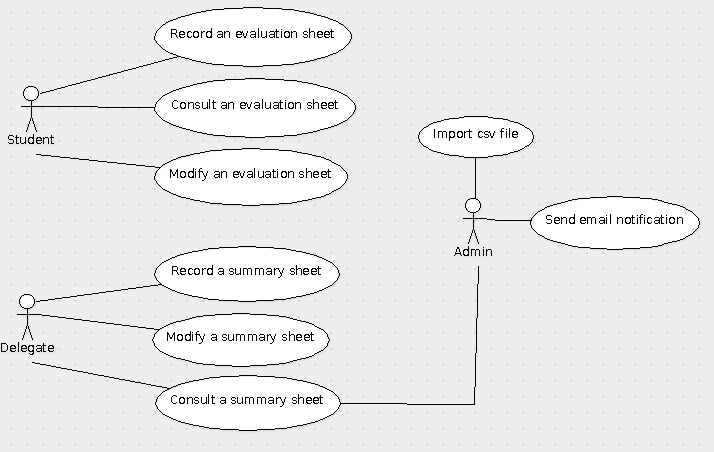 Record an evaluation sheet
Consult an evaluation sheet
Student
Modify an evaluation sheet
Import csv file
Send email notification
Admin
Record a summary sheet
Modify a summary sheet
Delegate
Consult a summary sheet